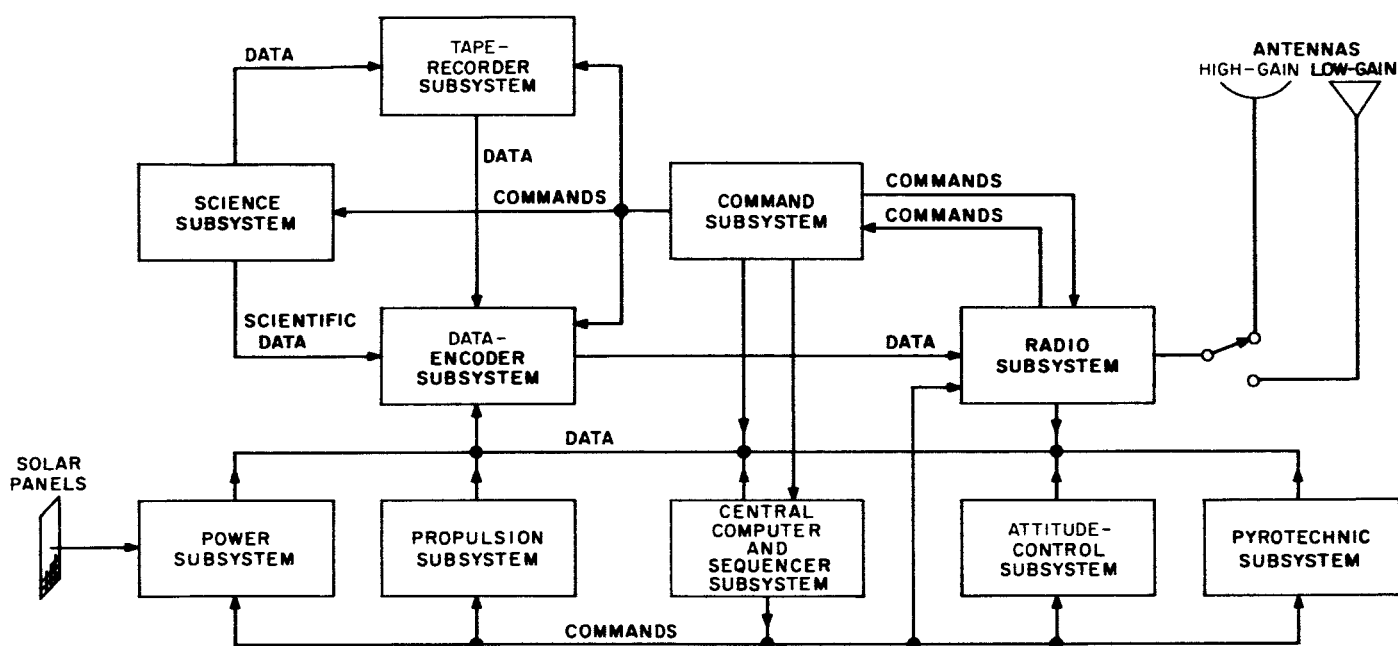 DATA
TAPE-
RECORDER
SUBSYSTEM
ANTENNAS
HIGH-GAIN LOW-GAIN
DATA
SCIENCE
SUBSYSTEM
COMMANDS
COMMAND
SUBSYSTEM
COMMANDS
COMMANDS
SCIENTIFIC
DATA
DATA-
ENCODER
SUBSYSTEM
DATA
RADIO
SUBSYSTEM
DATA
SOLAR
PANELS
POWER
SUBSYSTEM
PROPULSION
SUBSYSTEM
CENTRAL
COMPUTER
AND
SEQUENCER
SUBSYSTEM
ATTITUDE-
CONTROL
SUBSYSTEM
PYROTECHNIC
SUBSYSTEM
COMMANDS